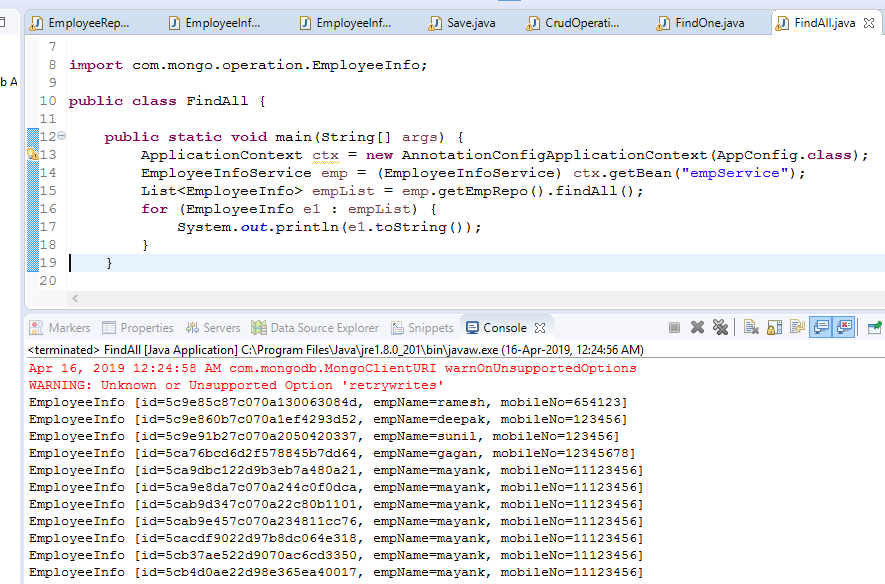 EmployeeRep... EmployeeInf... EmployeeInf... Save.java CrudOperati... FindOne.java FindAll.java
7
8 import com.mongo.operation.EmployeeInfo;
b A
9
10 public class FindAll {
11
12 public static void main(String[] args) {
13 ApplicationContext ctx = new AnnotationConfigApplicationContext(AppConfig.class);
14 EmployeeInfoService emp = (EmployeeInfoService) ctx.getBean("empService");
15 List<EmployeeInfo> empList = emp.getEmpRepo().findAll();
16 for (EmployeeInfo e1 : empList) {
17 System.out.println(e1.toString());
18 }
19 }
20
Markers Properties Servers Data Source Explorer Snippets Console
<terminated> FindAll [Java Application] C:\Program Files\Java\jre1.8.0_201\bin\javaw.exe (16-Apr-2019, 12:24:56 AM)
Apr 16, 2019 12:24:58 AM com.mongodb.MongoClientURI warnOnUnsupportedOptions
WARNING: Unknown or Unsupported Option 'retrywrites'
EmployeeInfo [id=5c9e85c87c070a130063084d, empName=ramesh, mobileNo=654123]
EmployeeInfo [id=5c9e860b7c070a1ef4293d52, empName=deepak, mobileNo=123456]
EmployeeInfo [id=5c9e91b27c070a2050420337, empName=sunil, mobileNo=123456]
EmployeeInfo [id=5ca76bcd6d2f578845b7dd64, empName=gagan, mobileNo=12345678]
EmployeeInfo [id=5ca9dbc122d9b3eb7a480a21, empName=mayank, mobileNo=11123456]
EmployeeInfo [id=5ca9e8da7c070a244c0f0dca, empName=mayank, mobileNo=11123456]
EmployeeInfo [id=5cab9d347c070a22c80b1101, empName=mayank, mobileNo=11123456]
EmployeeInfo [id=5cab9e457c070a234811cc76, empName=mayank, mobileNo=11123456]
EmployeeInfo [id=5cacdf9022d97b8dc064e318, empName=mayank, mobileNo=11123456]
EmployeeInfo [id=5cb37ae522d9070ac6cd3350, empName=mayank, mobileNo=11123456]
EmployeeInfo [id=5cb4d0ae22d98e365ea40017, empName=mayank, mobileNo=11123456]